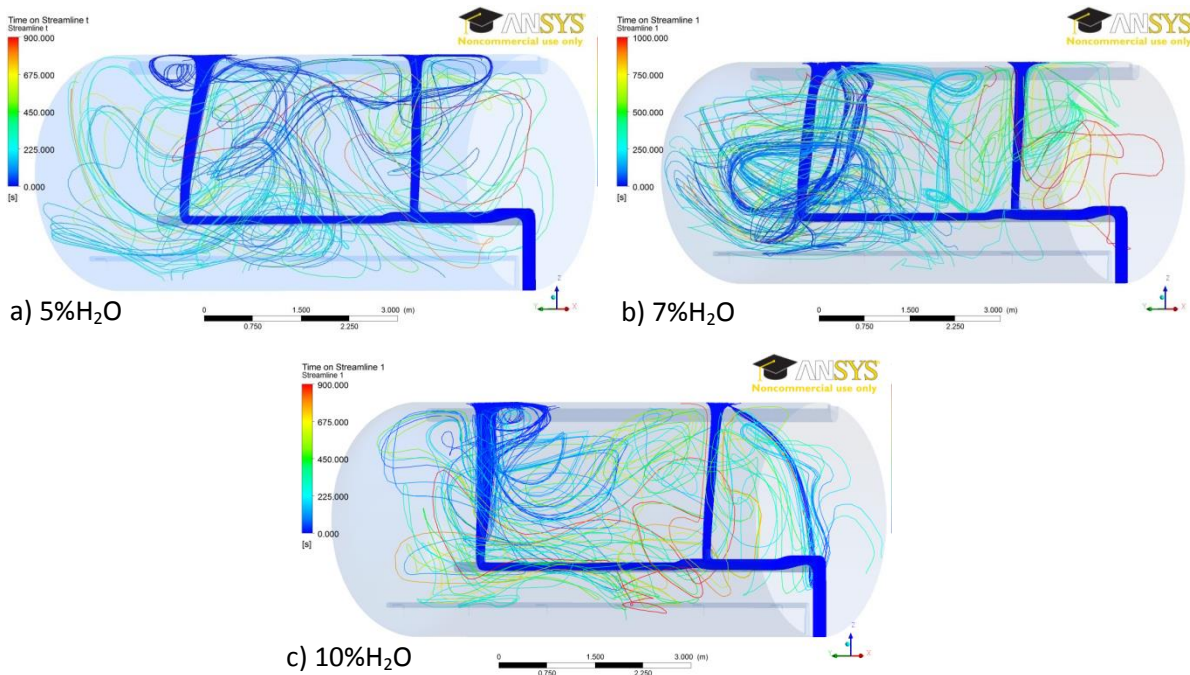 Time on Streamline t
Streamline t
900.000
675.000
450.000
225.000
0.000
[s]
ANSYS
Noncommercial use only
Z
Y
X
a) 5%H₂O
0
1.500
3.000 (m)
0.750
2.250
Time on Streamline 1
Streamline 1
1000.000
750.000
500.000
250.000
0.000
[s]
ANSYS
Noncommercial use only
Z
Y
X
b) 7%H₂O
0
1.500
3.000 (m)
0.750
2.250
Time on Streamline 1
Streamline 1
900.000
675.000
450.000
225.000
0.000
[s]
ANSYS
Noncommercial use only
Z
Y
X
c) 10%H₂O
0
1.500
3.000 (m)
0.750
2.250